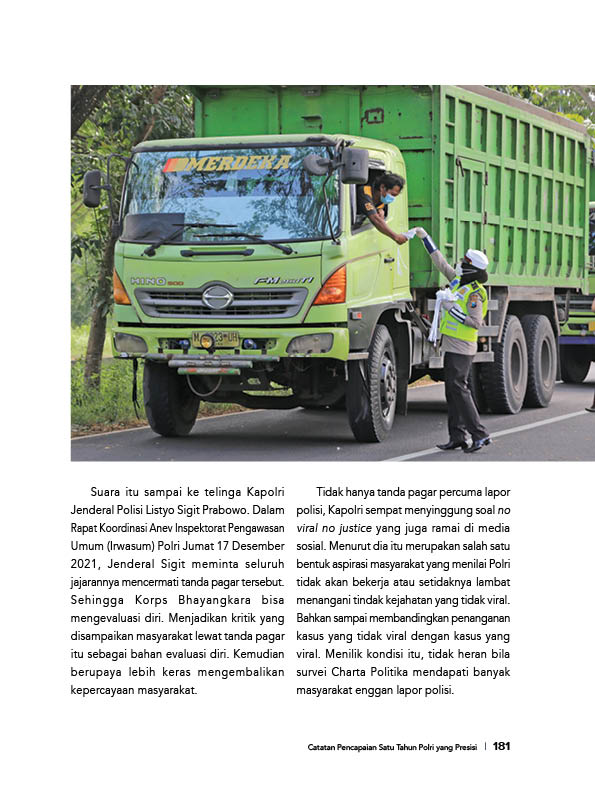 MERDEKA
HINO 500
FM 260 TI
HINO
Suara itu sampai ke telinga Kapolri
Jenderal Polisi Listyo Sigit Prabowo. Dalam
Rapat Koordinasi Anev Inspektorat Pengawasan
Umum (Irwasum) Polri Jumat 17 Desember
2021, Jenderal Sigit meminta seluruh
jajarannya mencermati tanda pagar tersebut.
Sehingga Korps Bhayangkara bisa
mengevaluasi diri. Menjadikan kritik yang
disampaikan masyarakat lewat tanda pagar
itu sebagai bahan evaluasi diri. Kemudian
berupaya lebih keras mengembalikan
kepercayaan masyarakat.
Tidak hanya tanda pagar percuma lapor
polisi, Kapolri sempat menyinggung soal no
viral no justice yang juga ramai di media
sosial. Menurut dia itu merupakan salah satu
bentuk aspirasi masyarakat yang menilai Polri
tidak akan bekerja atau setidaknya lambat
menangani tindak kejahatan yang tidak viral.
Bahkan sampai membandingkan penanganan
kasus yang tidak viral dengan kasus yang
viral. Menilik kondisi itu, tidak heran bila
survei Charta Politika mendapati banyak
masyarakat enggan lapor polisi.
Catatan Pencapaian Satu Tahun Polri yang Presisi | 181